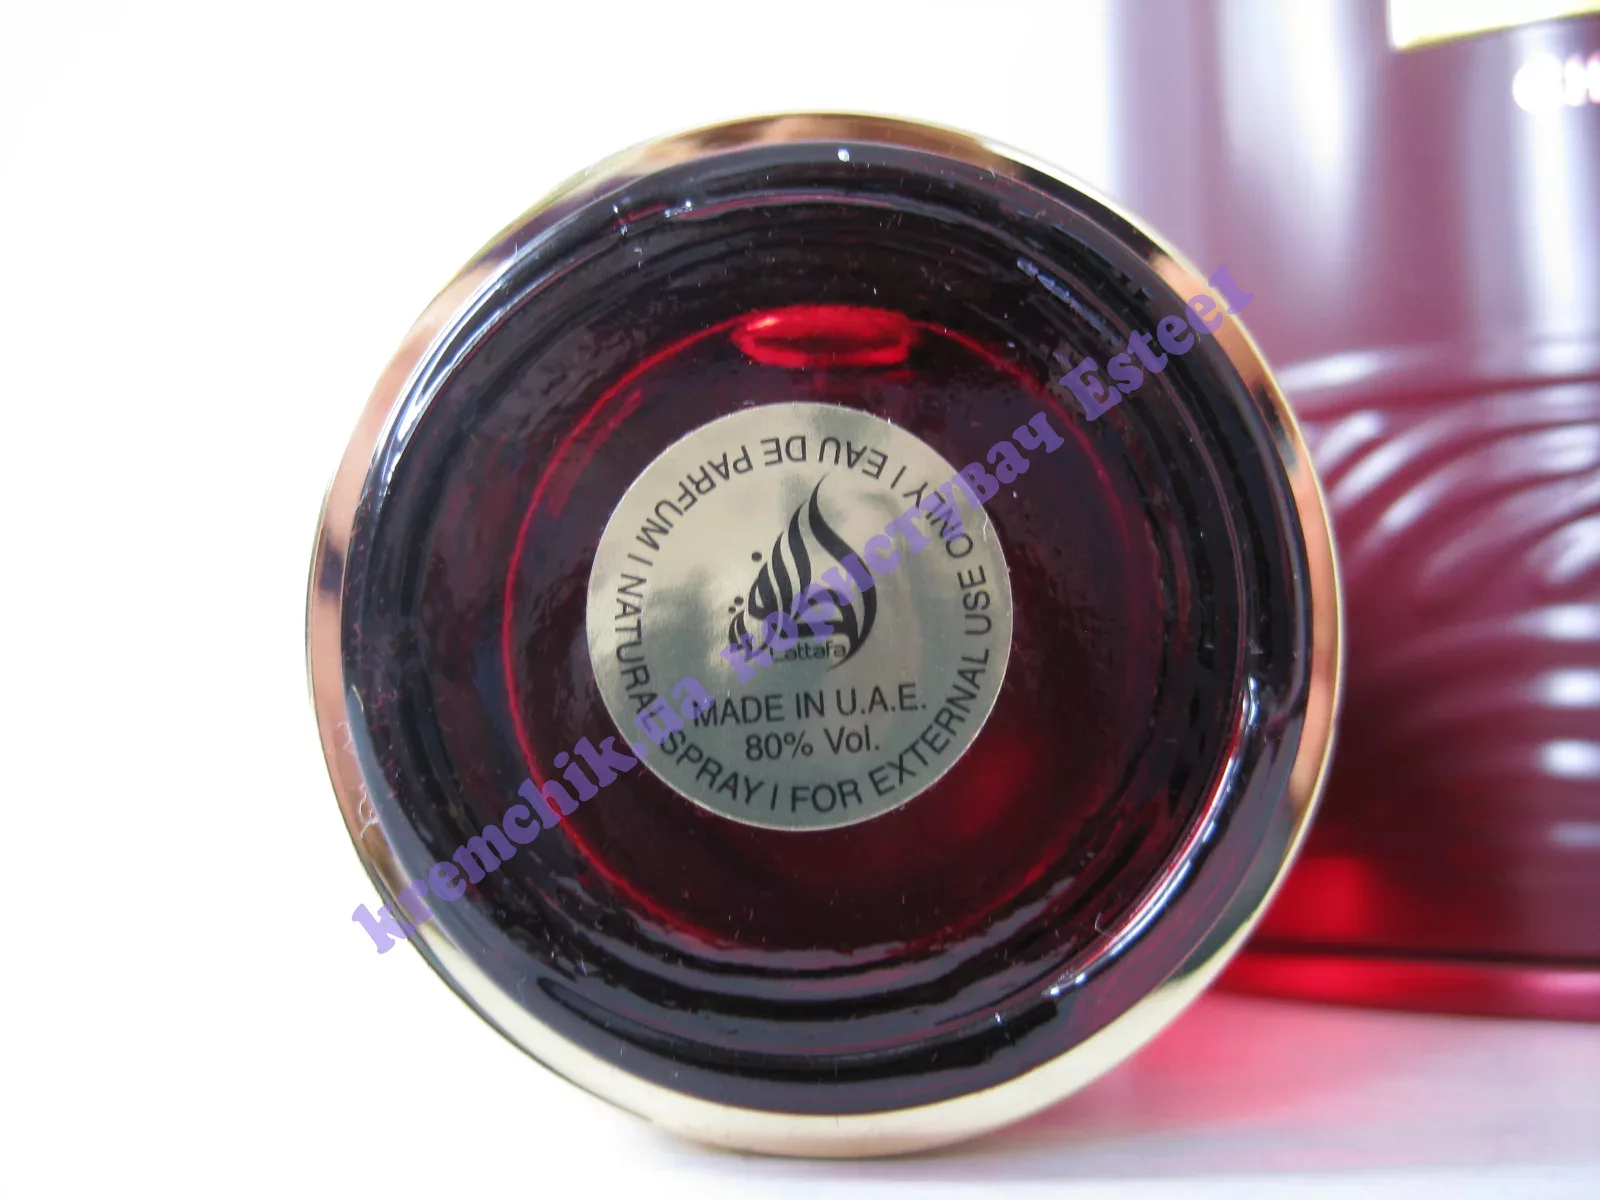 EAU DE PARFUM | NATURAL SPRAY | FOR EXTERNAL USE ONLY |
Lattafa
MADE IN U.A.E.
80% Vol.
kremchik.ua користувач Esteel